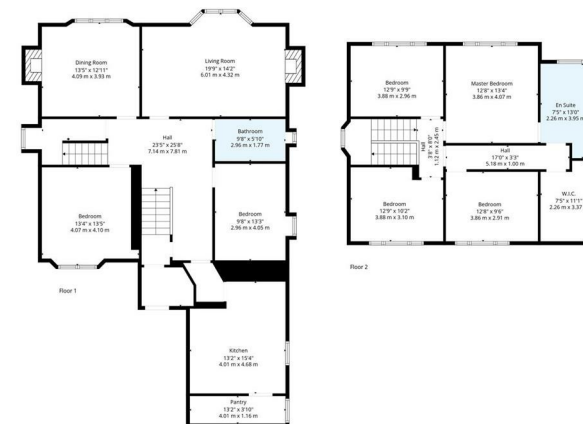 Dining Room
13'5" x 12'11"
4.09 m x 3.93 m
Living Room
19'9" x 14'2"
6.01 m x 4.32 m
Hall
23'5" x 25'8"
7.14 m x 7.81 m
Bathroom
9'8" x 5'10"
2.96 m x 1.77 m
Bedroom
13'4" x 13'5"
4.07 m x 4.10 m
Bedroom
9'8" x 13'3"
2.96 m x 4.05 m
Floor 1
Kitchen
13'2" x 15'4"
4.01 m x 4.68 m
Pantry
13'2" x 3'10"
4.01 m x 1.16 m
Bedroom
12'9" x 9'9"
3.88 m x 2.96 m
Master Bedroom
12'8" x 13'4"
3.86 m x 4.07 m
En Suite
7'5" x 13'0"
2.26 m x 3.95 m
Hall
3'8" x 8'0"
1.12 m x 2.45 m
Hall
17'0" x 3'3"
5.18 m x 1.00 m
Bedroom
12'9" x 10'2"
3.88 m x 3.10 m
Bedroom
12'8" x 9'6"
3.86 m x 2.91 m
W.I.C.
7'5" x 11'1"
2.26 m x 3.37
Floor 2